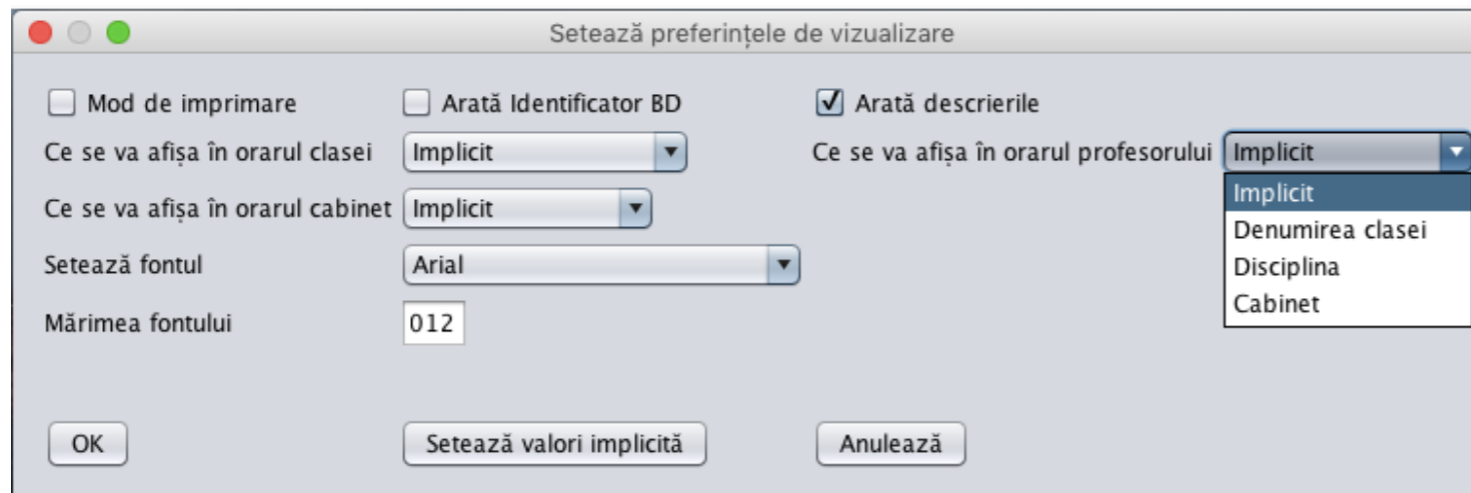 Setează preferințele de vizualizare
Mod de imprimare Arată Identificator BD Arată descrierile
Ce se va afișa în orarul clasei Implicit Ce se va afișa în orarul profesorului Implicit
Implicit
Ce se va afișa în orarul cabinet Implicit
Denumirea clasei
Setează fontul Arial Disciplina
Cabinet
Mărimea fontului 012
OK Setează valori implicită Anulează